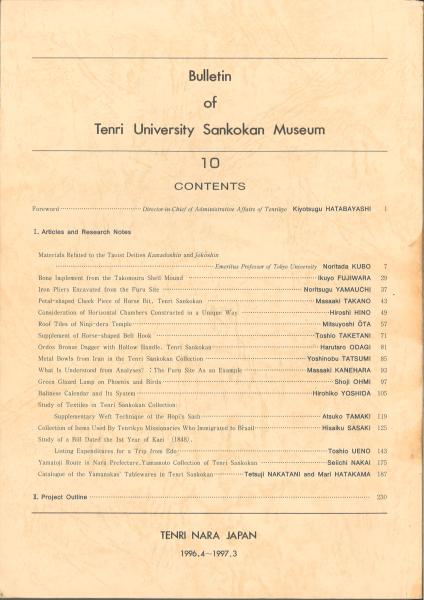 Bulletin
of
Tenri University Sankokan Museum
10
CONTENTS
Foreword Director-in-Chief of Administrative Affairs of Tenrikyo Kiyotsugu HATABAYASHI 1
I. Articles and Research Notes
Materials Related to the Taoist Deities Kamadoshin and Jokōshin
Emeritus Professor of Tokyo University Noritada KUBO 7
Bone Implement from the Takonoura Shell Mound Ikuyo FUJIWARA 29
Iron Pliers Excavated from the Furu Site Noritsugu YAMAUCHI 37
Petal-shaped Cheek Piece of Horse Bit, Tenri Sankokan Masaaki TAKANO 43
Consideration of Horizontal Chambers Constructed in a Unique Way Hiroshi HINO 49
Roof Tiles of Ninji-dera Temple Mitsuyoshi ŌTA 57
Supplement of Horse-shaped Belt Hook Toshio TAKETANI 71
Ordos Bronze Dagger with Hollow Handle, Tenri Sankokan Harutaro ODAGI 81
Metal Bowls from Iran in the Tenri Sankokan Collection Yoshinobu TATSUMI 85
What Is Understood from Analyses? : The Furu Site As an Example Masaaki KANEHARA 93
Green Glazed Lamp on Phoenix and Birds Shoji OHMI 97
Balinese Calendar and Its System Hirohiko YOSHIDA 105
Study of Textiles in Tenri Sankokan Collection:
Supplementary Weft Technique of the Hopi's Sash Atsuko TAMAKI 119
Collection of Items Used By Tenrikyo Missionaries Who Immigrated to Brasil Hisaiku SASAKI 125
Study of a Bill Dated the 1st Year of Kaei (1848),
Listing Expenditures for a Trip from Edo Toshio UENO 143
Yamatoji Route in Nara Prefecture, Yamamoto Collection of Tenri Sankokan Seiichi NAKAI 175
Catalogue of the Yamanakas' Tablewares in Tenri Sankokan Tetsuji NAKATANI and Mari HATAKAMA 187
II. Project Outline 230
TENRI NARA JAPAN
1996.4~1997.3